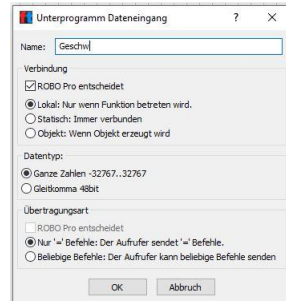 Unterprogramm Dateneingang ? ×
Name: Geschw
Verbindung
ROBO Pro entscheidet
Lokal: Nur wenn Funktion betreten wird.
Statisch: Immer verbunden
Objekt: Wenn Objekt erzeugt wird
Datentyp:
Ganze Zahlen -32767..32767
Gleitkomma 48bit
Übertragungsart
ROBO Pro entscheidet
Nur '=' Befehle: Der Aufrufer sendet '=' Befehle.
Beliebige Befehle: Der Aufrufer kann beliebige Befehle senden
OK Abbruch